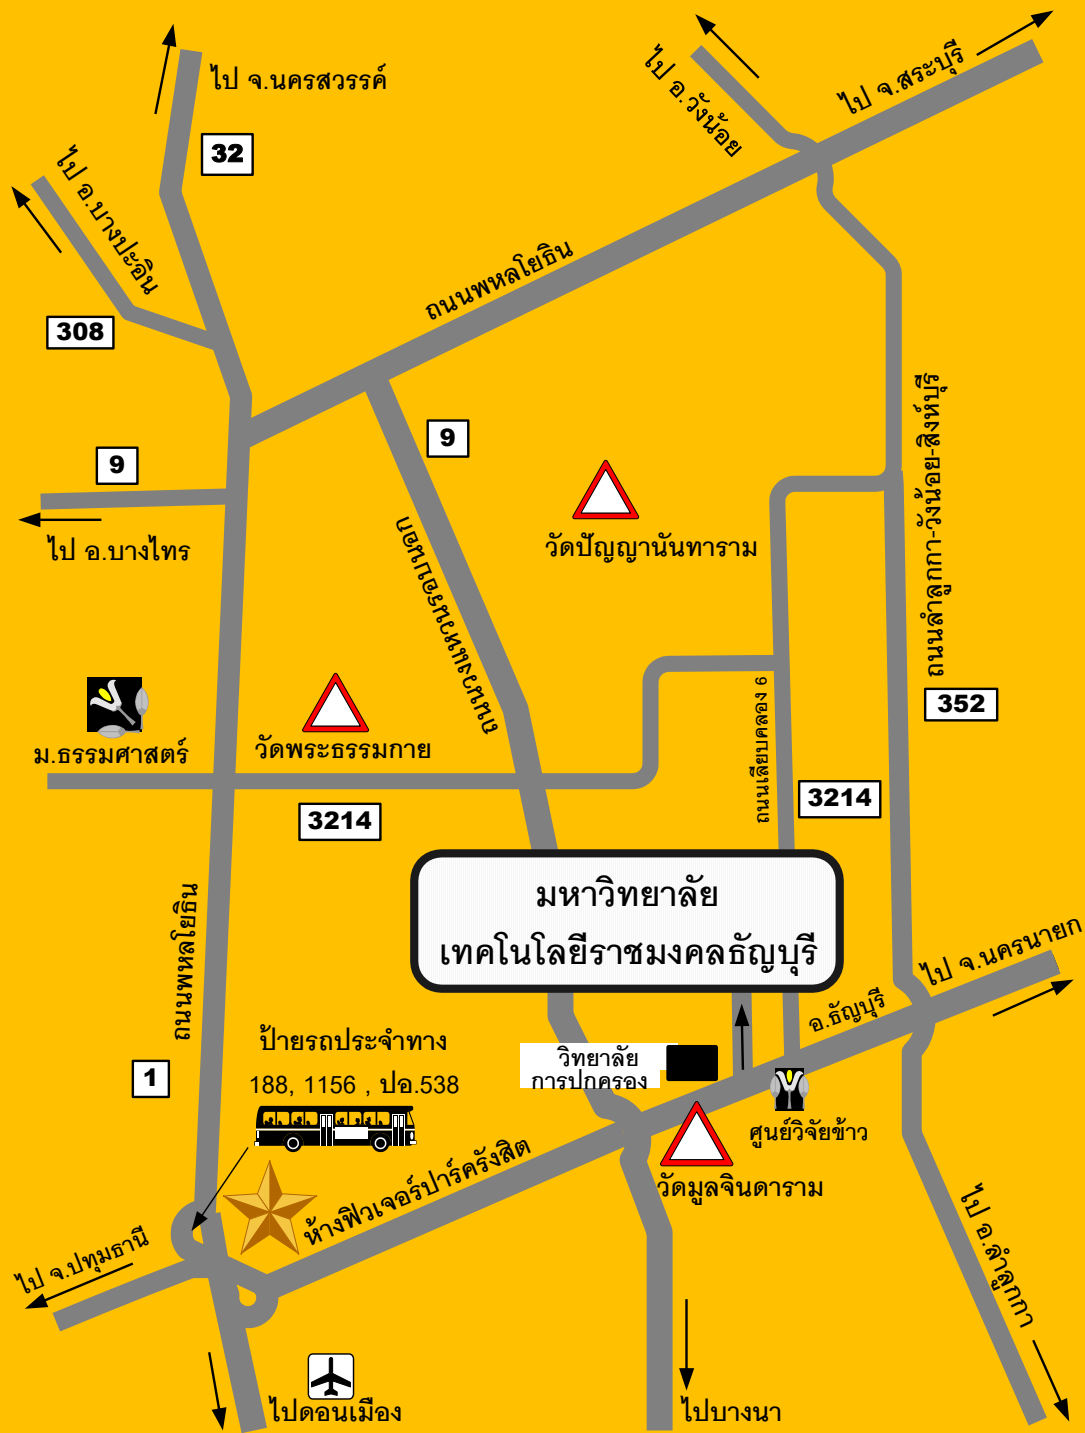 ไป จ.นครสวรรค์
32
ไป อ.วังน้อย
ไป จ.สระบุรี
ไป อ.บางปะอิน
308
ถนนพหลโยธิน
9
9
ไป อ.บางไทร
ถนนวงแหวนรอบนอก
วัดปัญญานันทาราม
ถนนลำลูกกา-วังน้อย-สิงห์บุรี
352
ม.ธรรมศาสตร์
วัดพระธรรมกาย
3214
ถนนเลียบคลอง 6
3214
มหาวิทยาลัย
เทคโนโลยีราชมงคลธัญบุรี
ถนนพหลโยธิน
1
ป้ายรถประจำทาง
188, 1156 , ปอ.538
วิทยาลัย
การปกครอง
อ.ธัญบุรี
ไป จ.นครนายก
ศูนย์วิจัยข้าว
วัดมูลจินดาราม
ห้างฟิวเจอร์ปาร์ครังสิต
ไป จ.ปทุมธานี
ไป อ.ลำลูกกา
ไปดอนเมือง
ไปบางนา